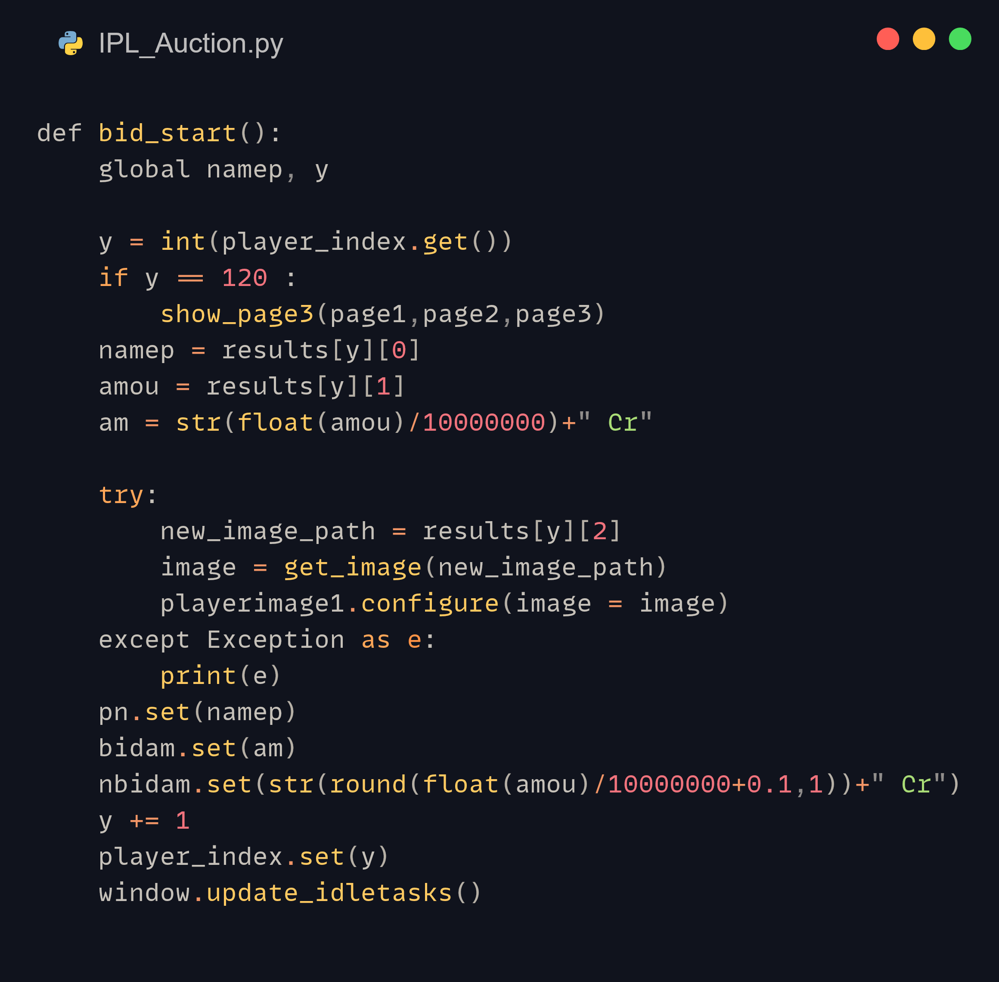 IPL_Auction.py
def bid_start():
    global namep, y

    y = int(player_index.get())
    if y == 120 :
        show_page3(page1,page2,page3)
    namep = results[y][0]
    amou = results[y][1]
    am = str(float(amou)/10000000)+" Cr"

    try:
        new_image_path = results[y][2]
        image = get_image(new_image_path)
        playerimage1.configure(image = image)
    except Exception as e:
        print(e)
    pn.set(namep)
    bidam.set(am)
    nbidam.set(str(round(float(amou)/10000000+0.1,1))+" Cr")
    y += 1
    player_index.set(y)
    window.update_idletasks()